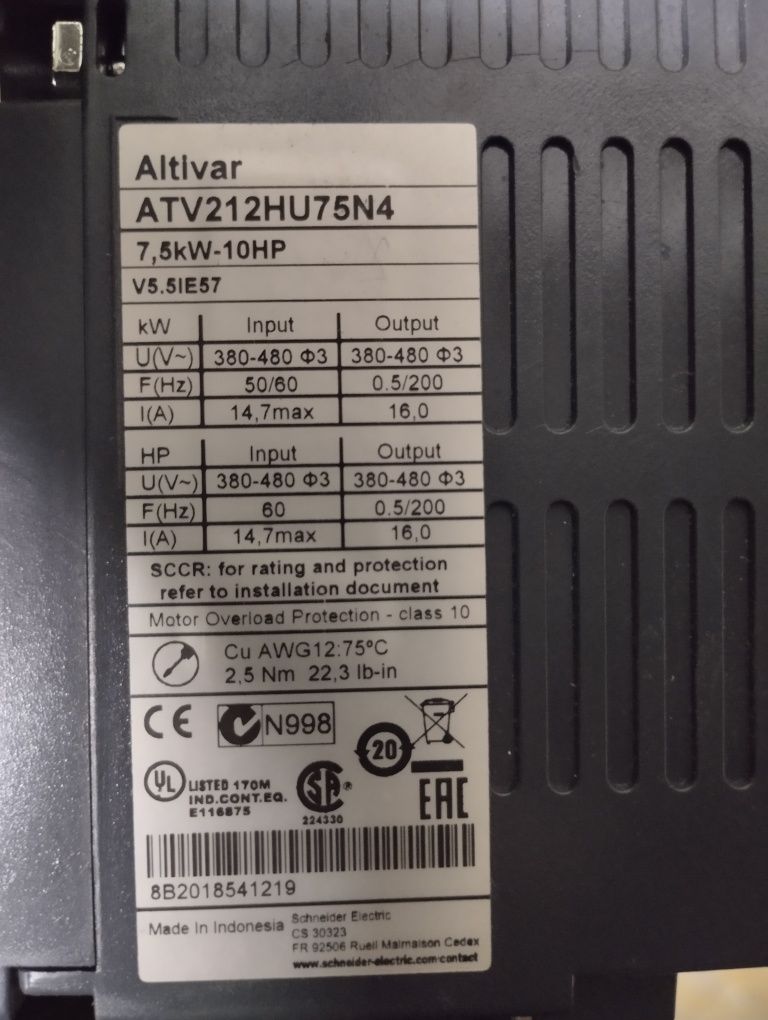 Altivar
ATV212HU75N4
7,5kW-10HP
V5.5IE57
kW Input Output
U(V~) 380-480 Φ3 380-480 Φ3
F(Hz) 50/60 0.5/200
I(A) 14,7max 16,0
HP Input Output
U(V~) 380-480 Φ3 380-480 Φ3
F(Hz) 60 0.5/200
I(A) 14,7max 16,0
SCCR: for rating and protection
refer to installation document
Motor Overload Protection - class 10
Cu AWG12:75ºC
2,5 Nm 22,3 lb-in
CE N998
20
UL LISTED 170M
IND.CONT.EQ.
E116875
SA ®
224330
EAC
8B2018541219
Made In Indonesia
Schneider Electric
CS 30323
FR 92506 Rueil Malmaison Cedex
www.schneider-electric.com·contact